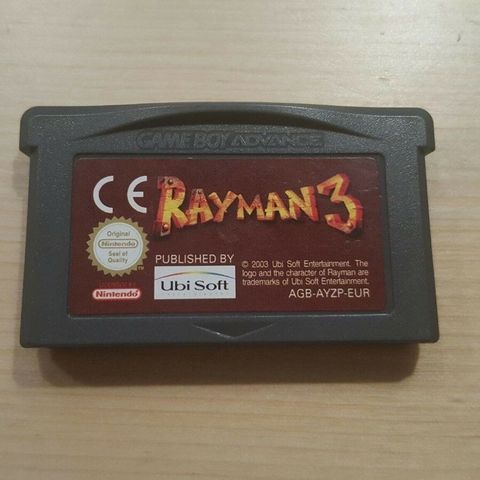 GAME BOY ADVANCE
CE
RAYMAN 3
Original
Nintendo
Seal of
Quality
TM
PUBLISHED BY
Ubi Soft
© 2003 Ubi Soft Entertainment. The
logo and the character of Rayman are
trademarks of Ubi Soft Entertainment.
Nintendo
AGB-AYZP-EUR